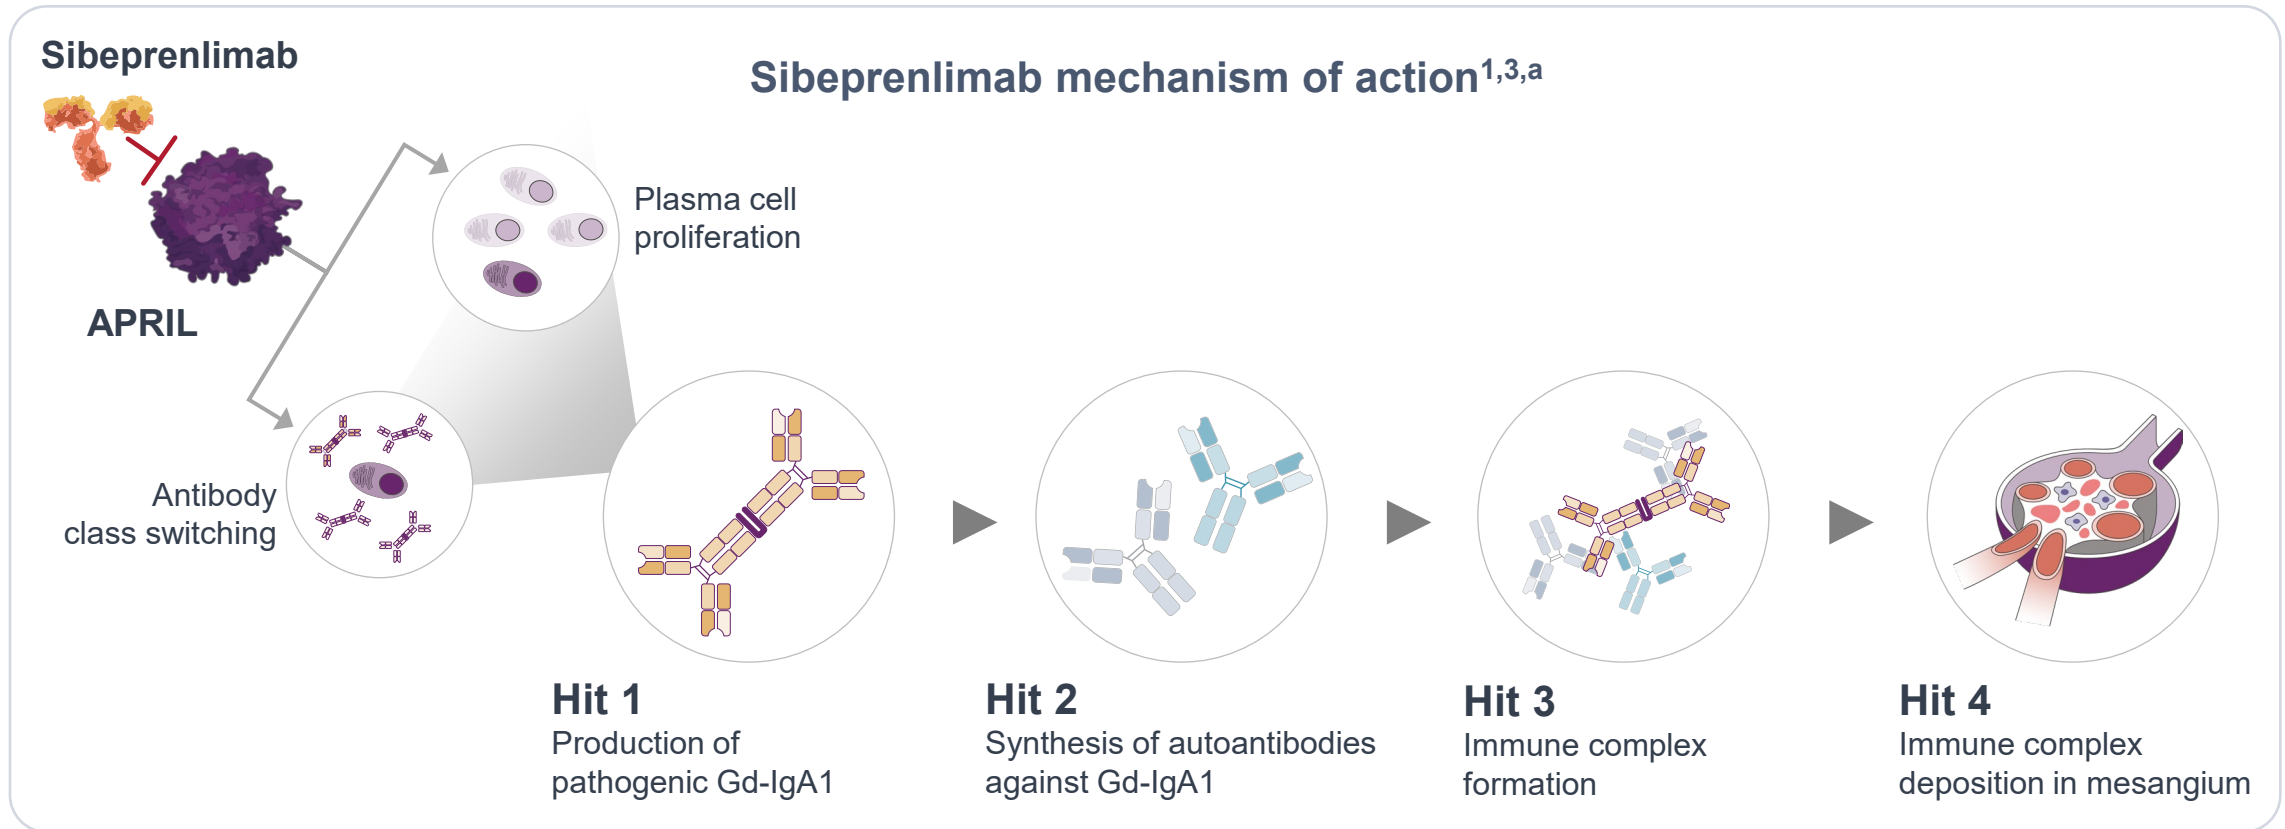 Sibeprenlimab
Sibeprenlimab mechanism of action1,3,a
Plasma cell
proliferation
APRIL
Antibody
class switching
Hit 1
Production of
pathogenic Gd-IgA1
Hit 2
Synthesis of autoantibodies
against Gd-IgA1
Hit 3
Immune complex
formation
Hit 4
Immune complex
deposition in mesangium